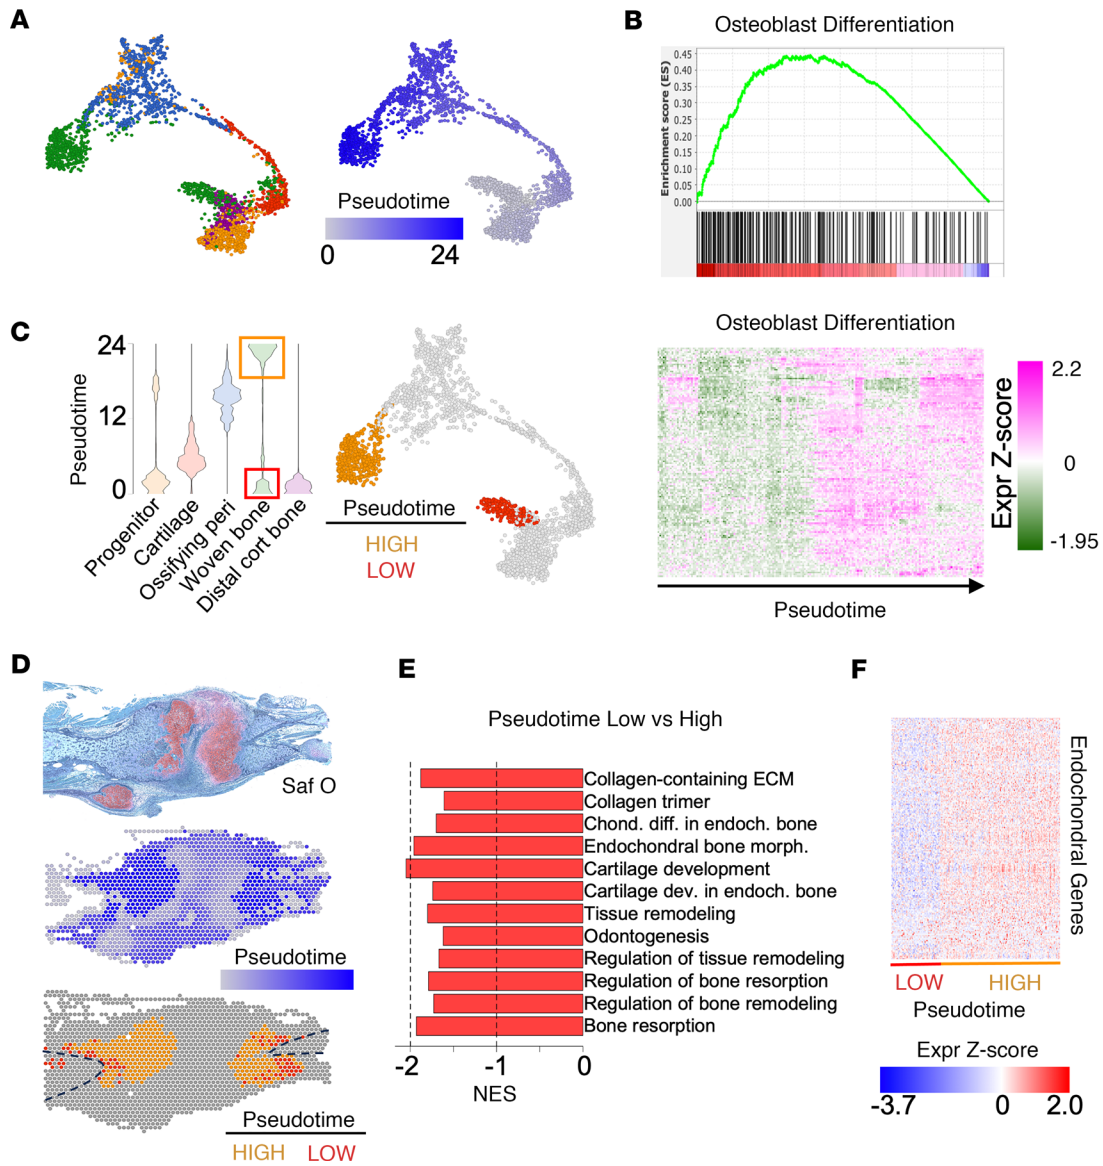 A
Pseudotime
0
24
B
Osteoblast Differentiation
Enrichment score (ES)
0.45
0.40
0.35
0.30
0.25
0.20
0.15
0.10
0.05
0.00
Osteoblast Differentiation
Expr Z-score
2.2
0
-1.95
Pseudotime
C
Pseudotime
24
12
0
Progenitor
Cartilage
Ossifying peri
Woven bone
Distal cort bone
Pseudotime
HIGH
LOW
D
Saf O
Pseudotime
Pseudotime
HIGH LOW
E
Pseudotime Low vs High
Collagen-containing ECM
Collagen trimer
Chond. diff. in endoch. bone
Endochondral bone morph.
Cartilage development
Cartilage dev. in endoch. bone
Tissue remodeling
Odontogenesis
Regulation of tissue remodeling
Regulation of bone resorption
Regulation of bone remodeling
Bone resorption
-2 -1 0
NES
F
Endochondral Genes
LOW HIGH
Pseudotime
Expr Z-score
-3.7 0 2.0